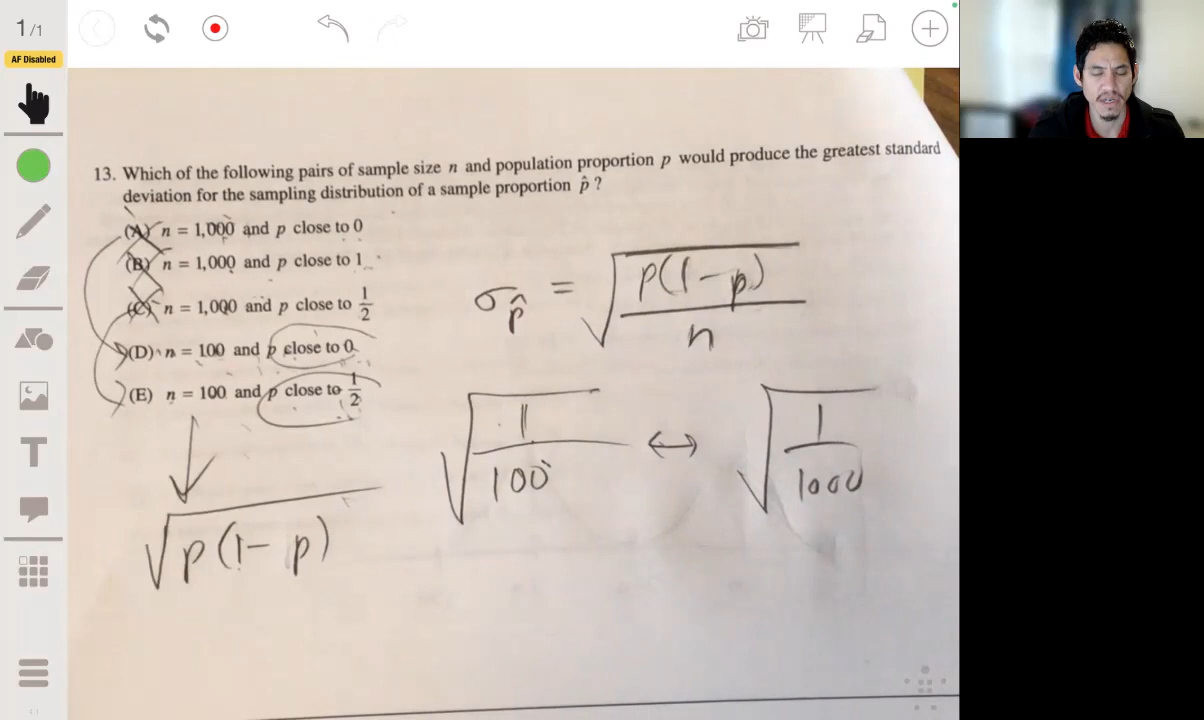 1/1
AF Disabled
13. Which of the following pairs of sample size n and population proportion p would produce the greatest standard
deviation for the sampling distribution of a sample proportion p̂ ?
(A) n = 1,000 and p close to 0
(B) n = 1,000 and p close to 1
(C) n = 1,000 and p close to 1/2
(D) n = 100 and p close to 0
(E) n = 100 and p close to 1/2
σp̂ = √(p(1-p)/n)
√(1/100) ↔ √(1/1000)
√p(1- p)
T